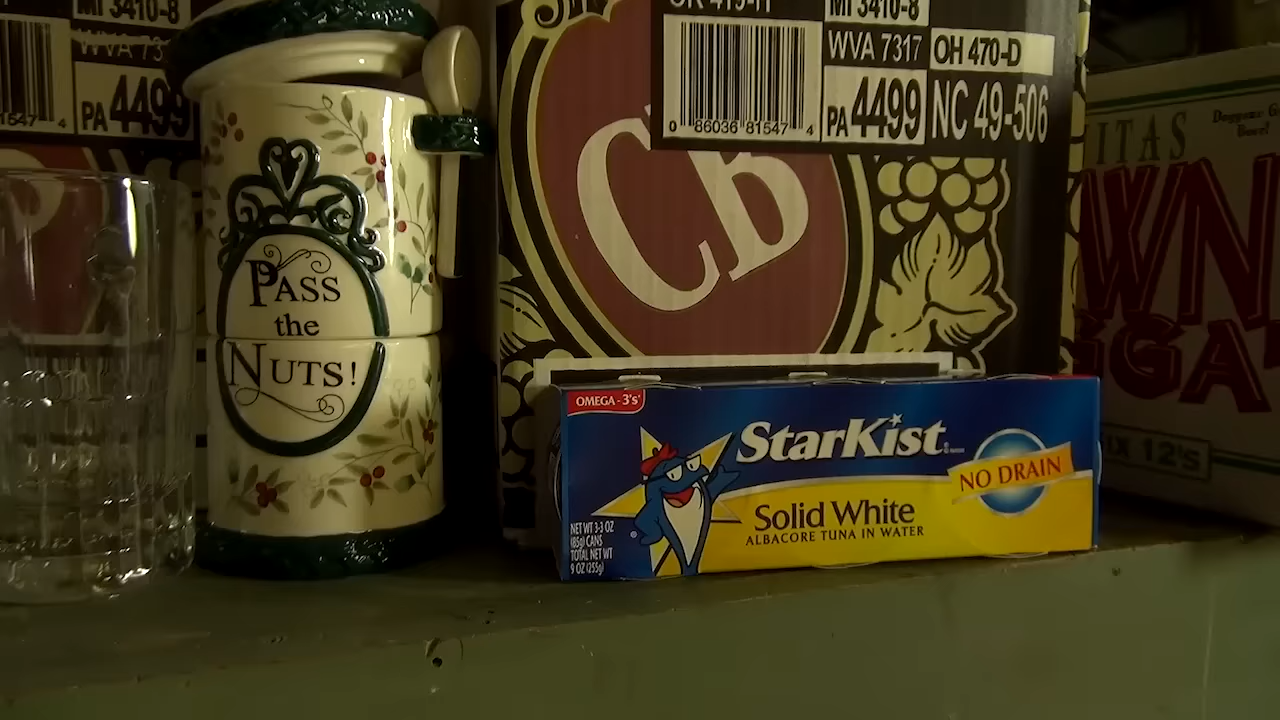 MI 3410-8
WVA 7317
OH 470-D
PA 4499
NC 49-506
0 86036 81547 4
CB
MI 3410-8
WVA 73
PA 4499
1547 4
PASS
the
NUTS!
OMEGA-3's
StarKist
NO DRAIN
Solid White
ALBACORE TUNA IN WATER
NET WT 3-3 OZ
(85g) CANS
TOTAL NET WT
9 OZ (255g)
ITAS
WN
GGA
IX 12'S